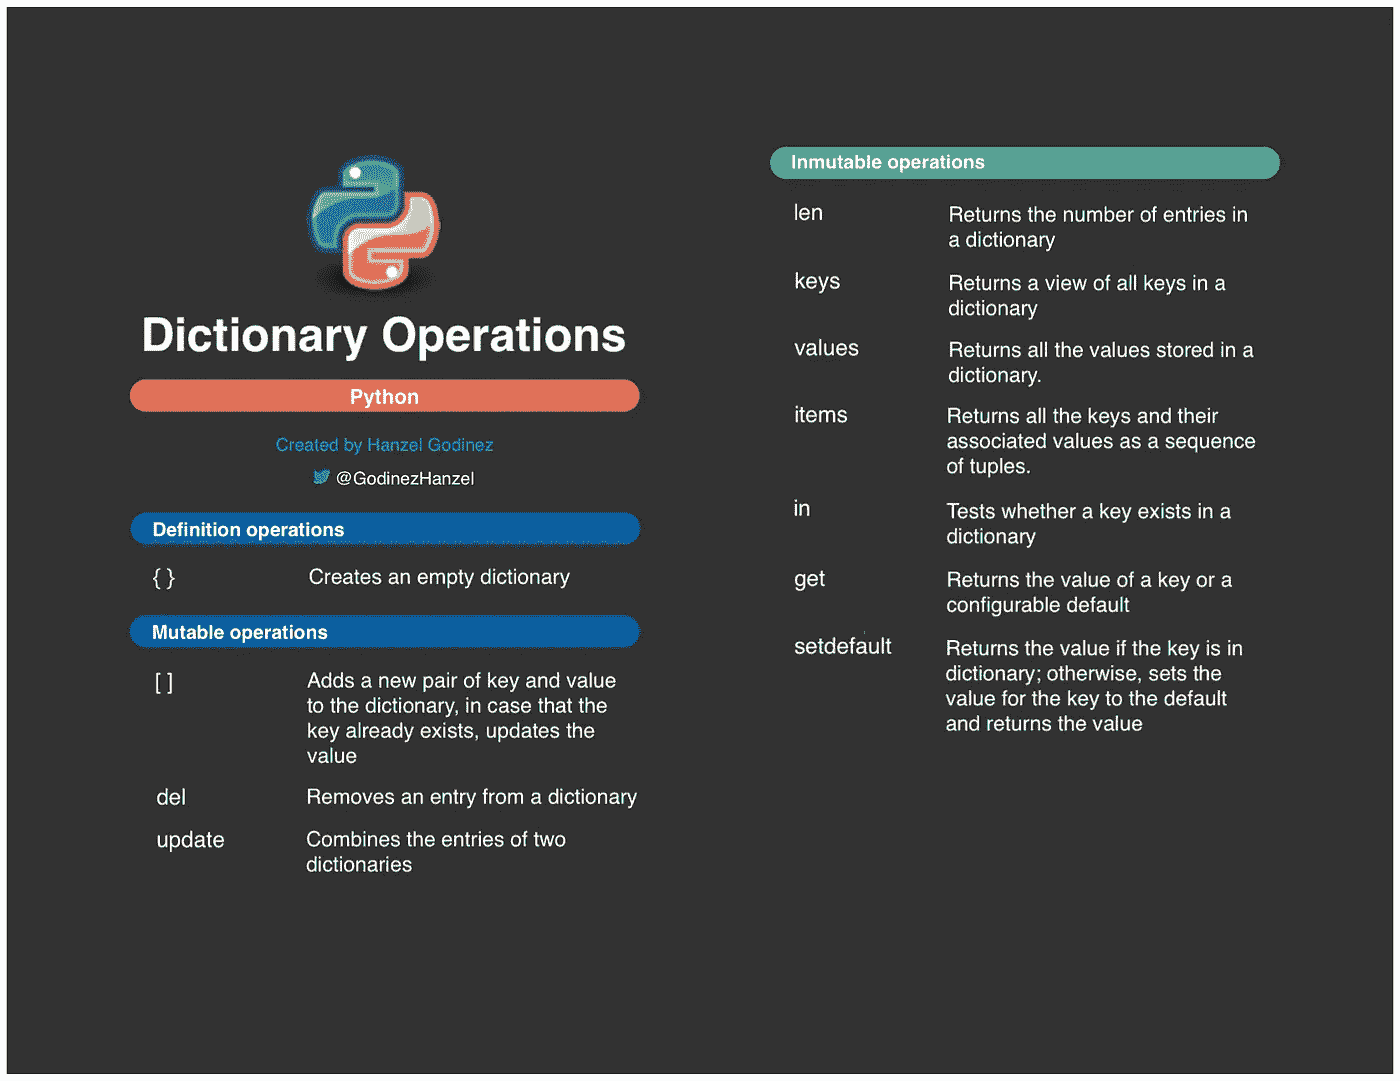 Dictionary Operations
Python
Created by Hanzel Godinez
@GodinezHanzel
Definition operations
{ } Creates an empty dictionary
Mutable operations
[ ] Adds a new pair of key and value
to the dictionary, in case that the
key already exists, updates the
value
del Removes an entry from a dictionary
update Combines the entries of two
dictionaries
Inmutable operations
len Returns the number of entries in
a dictionary
keys Returns a view of all keys in a
dictionary
values Returns all the values stored in a
dictionary.
items Returns all the keys and their
associated values as a sequence
of tuples.
in Tests whether a key exists in a
dictionary
get Returns the value of a key or a
configurable default
setdefault Returns the value if the key is in
dictionary; otherwise, sets the
value for the key to the default
and returns the value